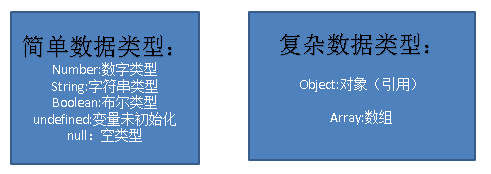 简单数据类型：
Number:数字类型
String:字符串类型
Boolean:布尔类型
undefined:变量未初始化
null：空类型
复杂数据类型：
Object:对象（引用）
Array:数组